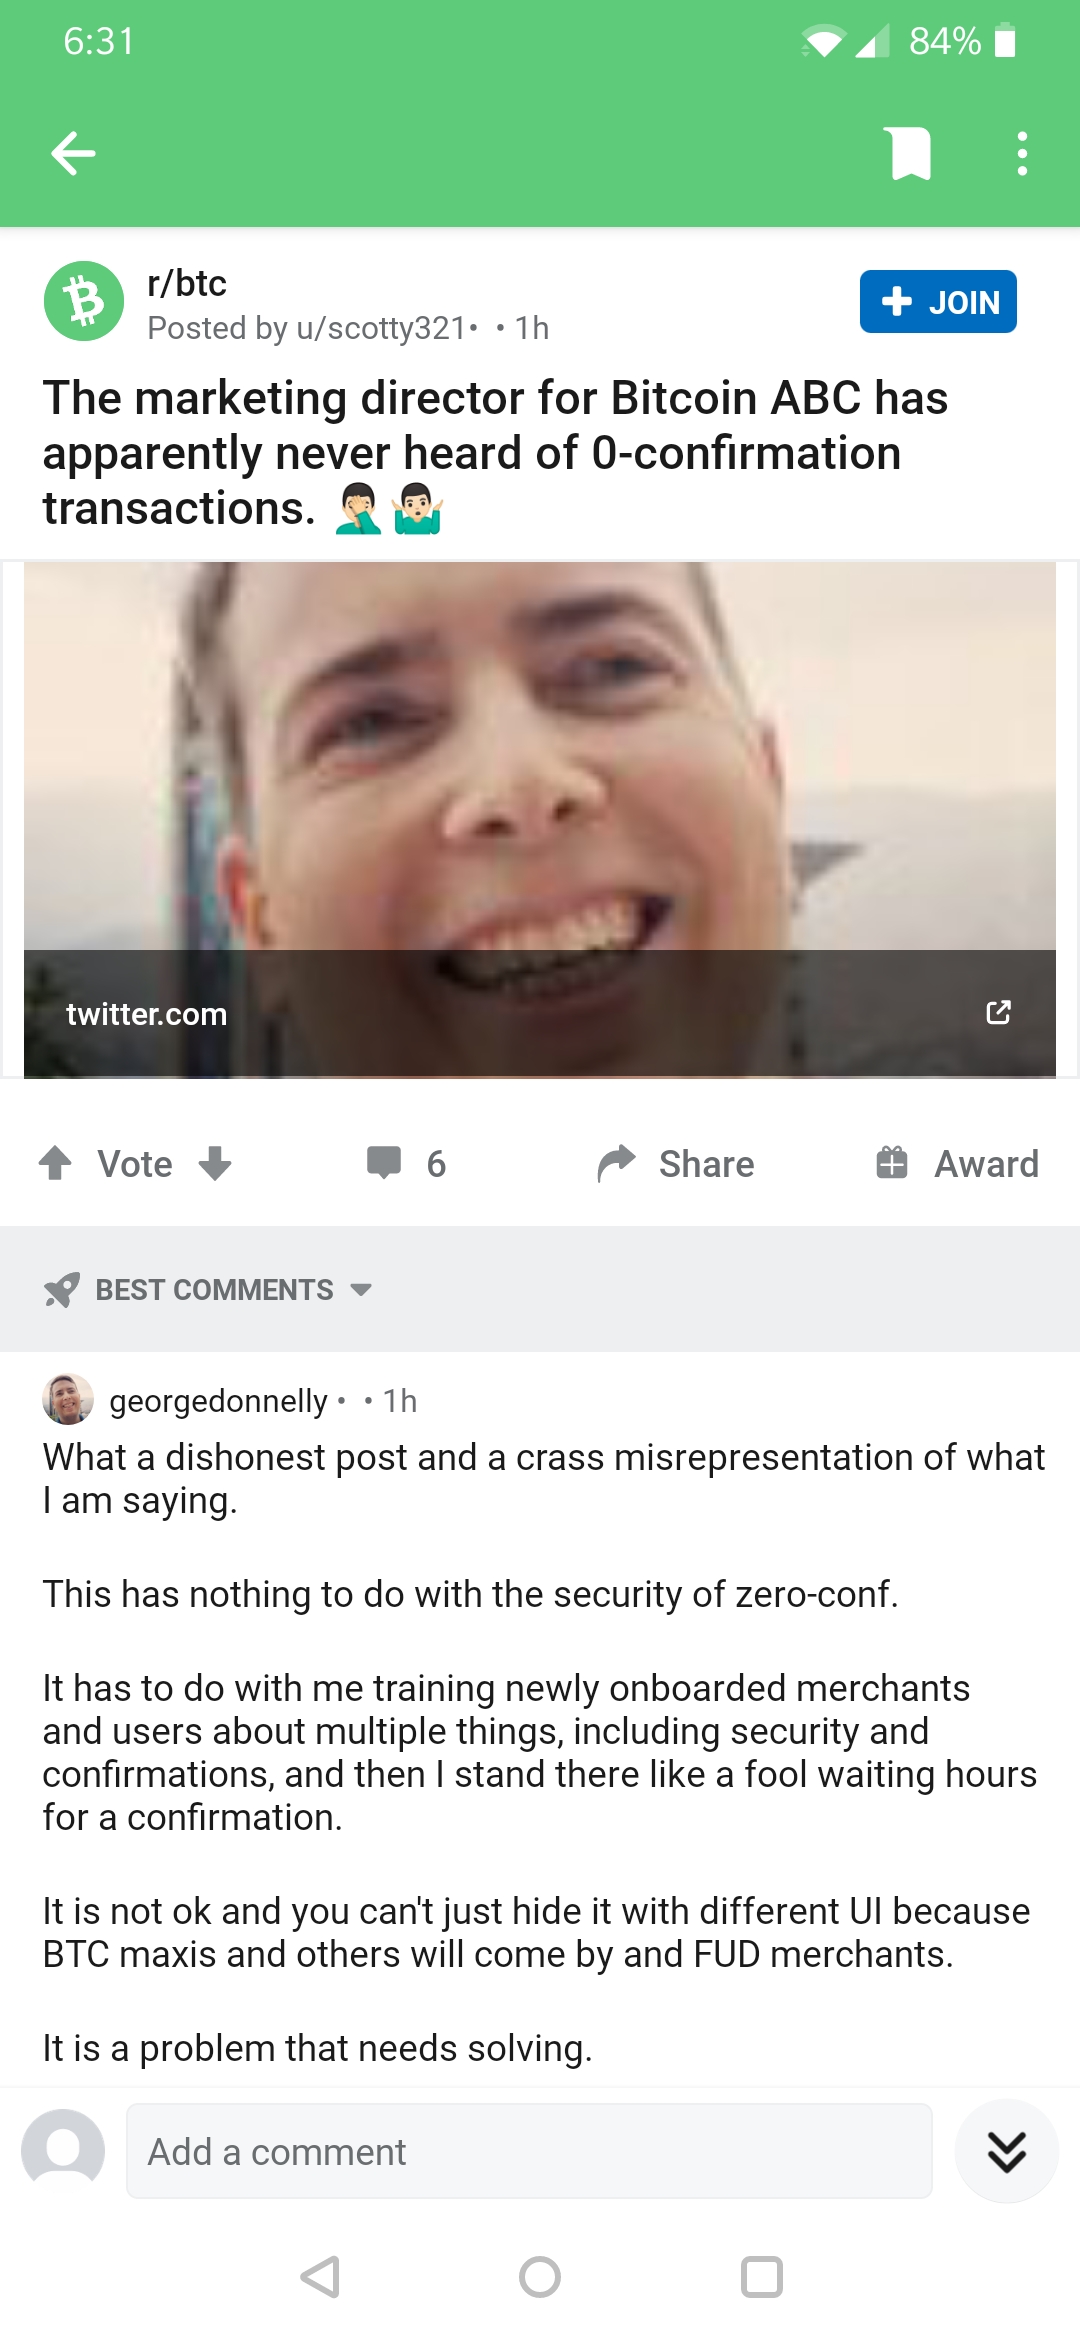 6:31
84%
r/btc
JOIN
Posted by u/scotty321• • 1h
The marketing director for Bitcoin ABC has
apparently never heard of 0-confirmation
transactions. 🤦🏻‍♂️🤷🏻‍♂️
twitter.com
Vote
6
Share
Award
BEST COMMENTS
georgedonnelly • • 1h
What a dishonest post and a crass misrepresentation of what
I am saying.
This has nothing to do with the security of zero-conf.
It has to do with me training newly onboarded merchants
and users about multiple things, including security and
confirmations, and then I stand there like a fool waiting hours
for a confirmation.
It is not ok and you can't just hide it with different UI because
BTC maxis and others will come by and FUD merchants.
It is a problem that needs solving.
Add a comment